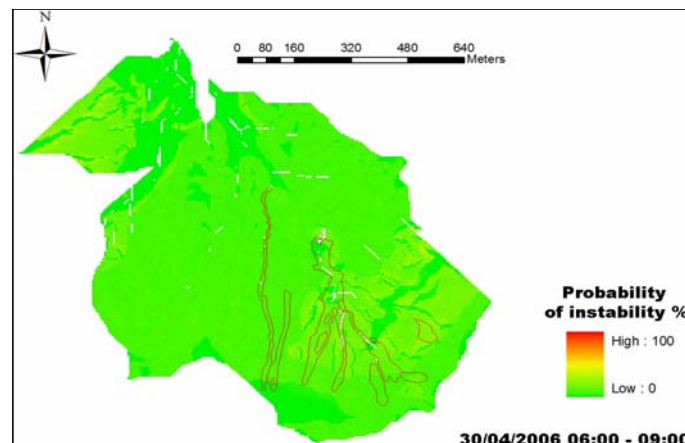 N
0 80 160 320 480 640
Meters
Probability
of instability %
High : 100
Low : 0
30/04/2006 06:00 - 09:00